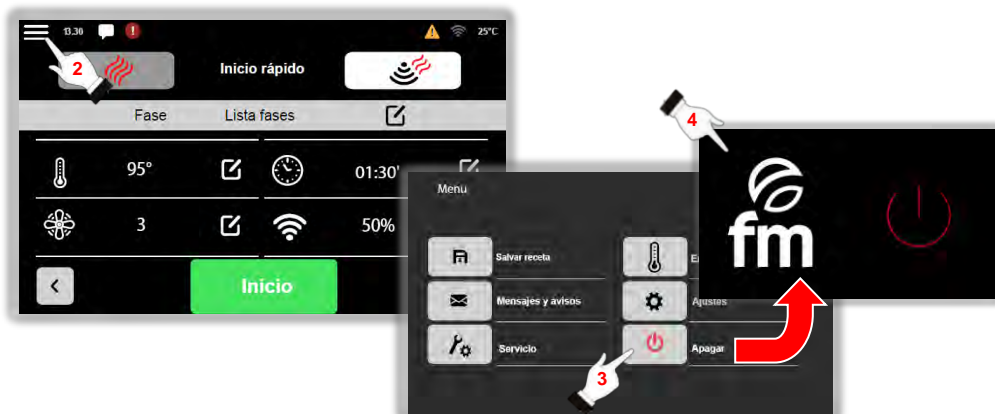 13.30
!
25°C
2
Inicio rápido
Fase
Lista fases
95°
01:30'
3
50%
Inicio
Menu
Salvar receta
Mensajes y avisos
Ajustes
Servicio
Apagar
3
4
fm